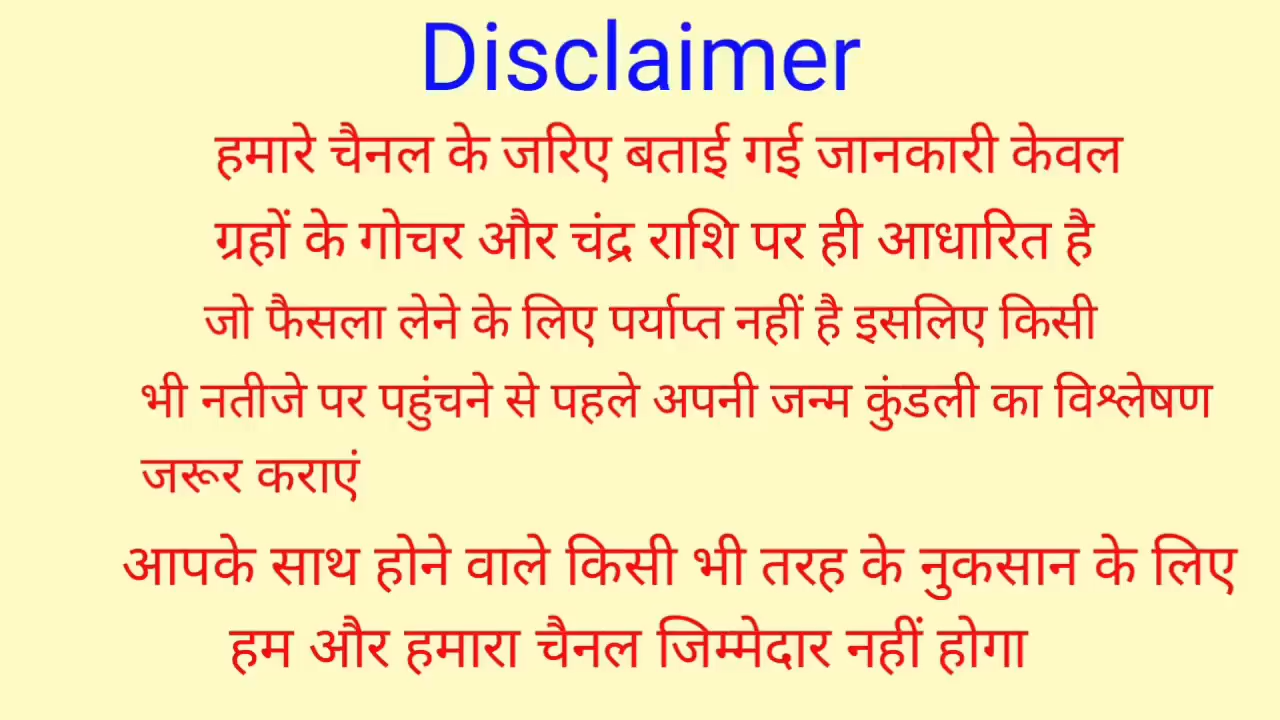 Disclaimer
हमारे चैनल के जरिए बताई गई जानकारी केवल
ग्रहों के गोचर और चंद्र राशि पर ही आधारित है
जो फैसला लेने के लिए पर्याप्त नहीं है इसलिए किसी
भी नतीजे पर पहुंचने से पहले अपनी जन्म कुंडली का विश्लेषण
जरूर कराएं
आपके साथ होने वाले किसी भी तरह के नुकसान के लिए
हम और हमारा चैनल जिम्मेदार नहीं होगा